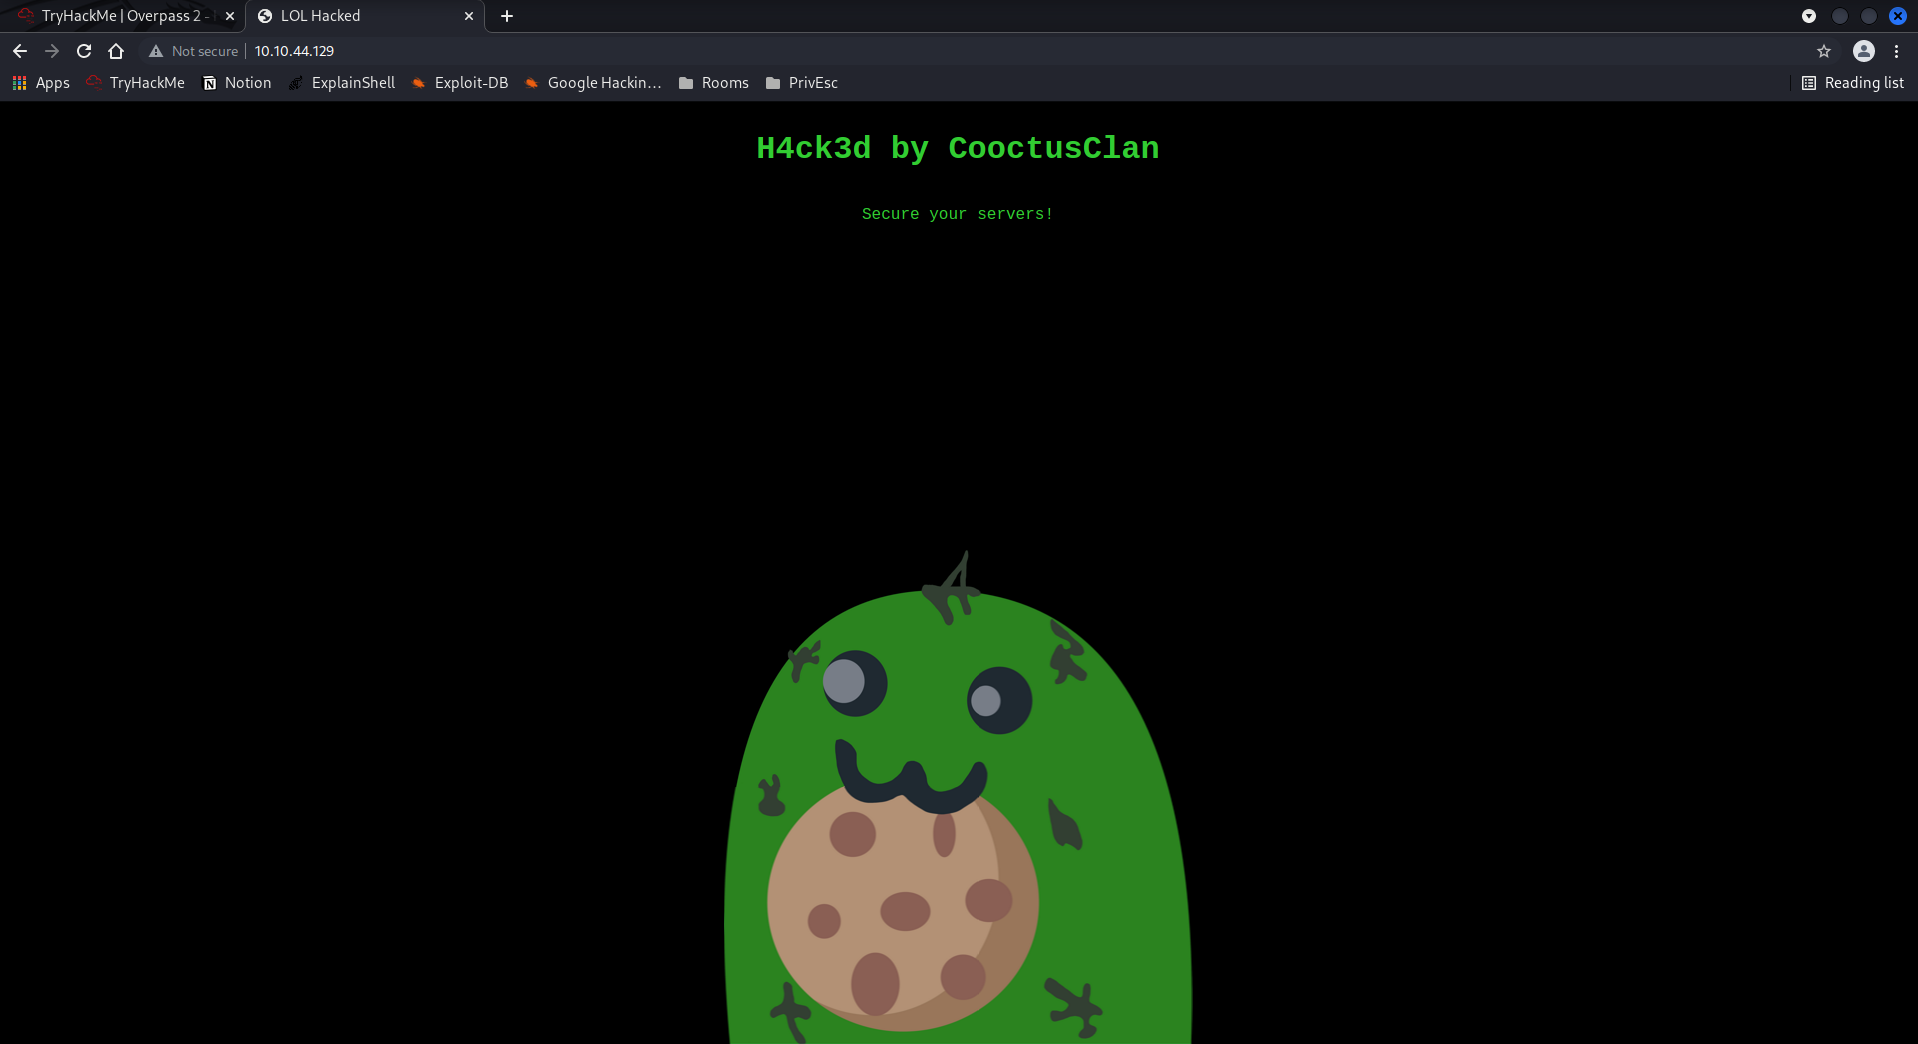 TryHackMe | Overpass 2 -
LOL Hacked
Not secure
10.10.44.129
Apps
TryHackMe
Notion
ExplainShell
Exploit-DB
Google Hackin...
Rooms
PrivEsc
Reading list
H4ck3d by CooctusClan
Secure your servers!